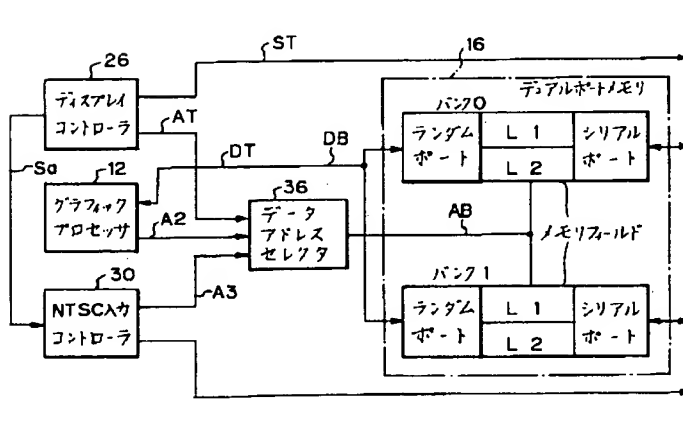 ST
16
26
デュアルポートメモリ
ディスプレイ
コントローラ
AT
バンク0
ランダム
ポート
L 1
L 2
シリアル
ポート
DT
DB
Sa
12
36
グラフィック
プロセッサ
A2
データ
アドレス
セレクタ
AB
メモリフィールド
30
NTSC入力
コントローラ
A3
バンク1
ランダム
ポート
L 1
L 2
シリアル
ポート